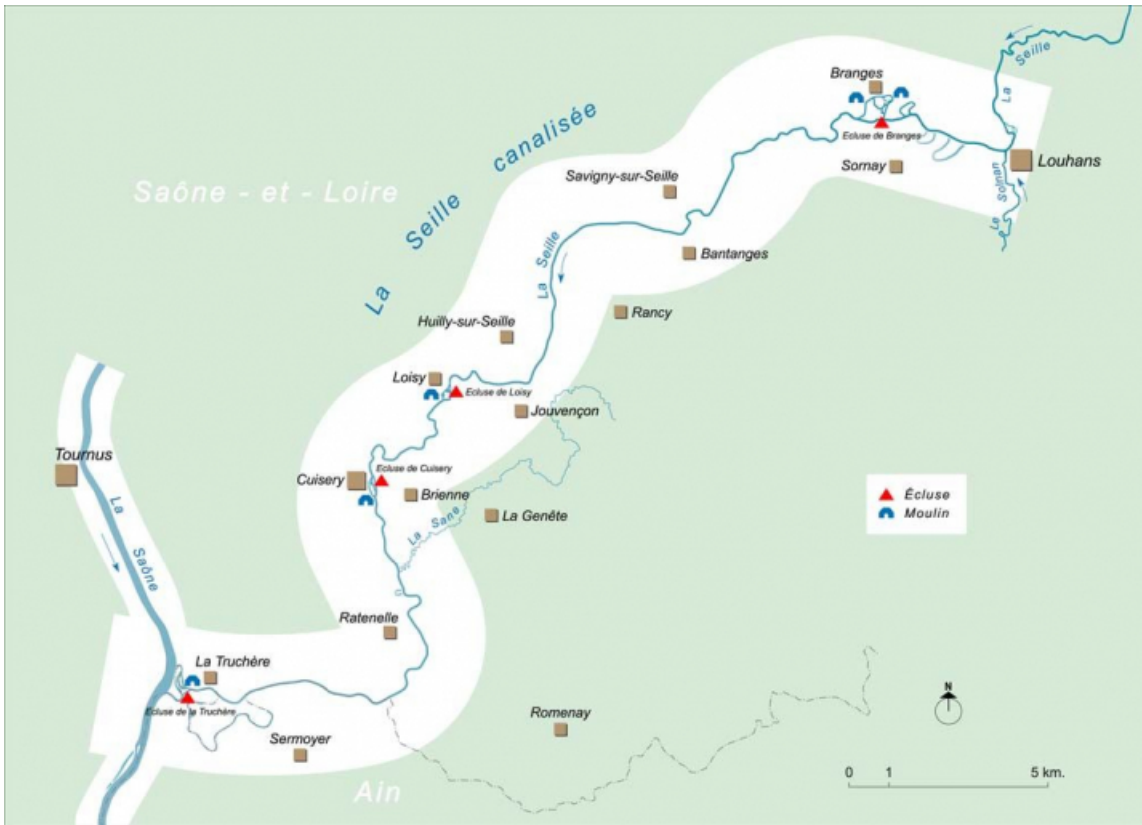 La Seille
Branges
Ecluse de Branges
Louhans
Sornay
Le Solnan
La Seille canalisée
Saône - et - Loire
Savigny-sur-Seille
Bantanges
La Seille
Rancy
Huilly-sur-Seille
Loisy
Ecluse de Loisy
Jouvençon
Tournus
Cuisery
Ecluse de Cuisery
Brienne
La Genête
La Sane
Écluse
Moulin
La Saône
Ratenelle
La Truchère
Ecluse de la Truchère
Sermoyer
Romenay
N
Ain
0 1 5 km.